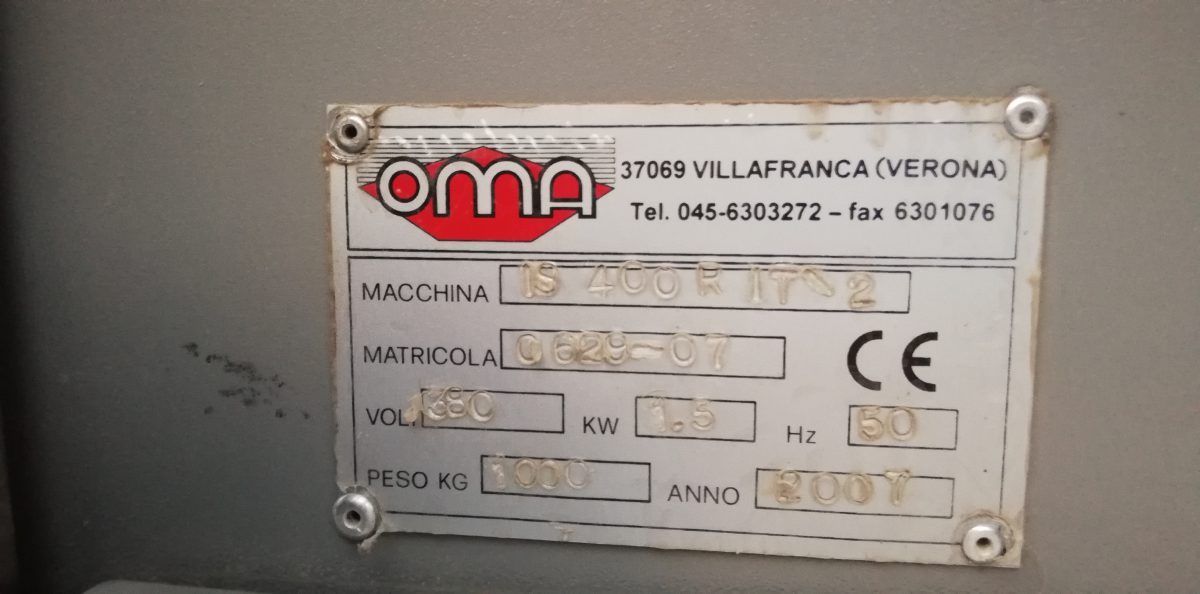 OMA
37069 VILLAFRANCA (VERONA)
Tel. 045-6303272 – fax 6301076
MACCHINA IS 400 R IT 2
MATRICOLA 0629-07
CE
VOLT 380 KW 1.5 Hz 50
PESO KG 1000 ANNO 2007